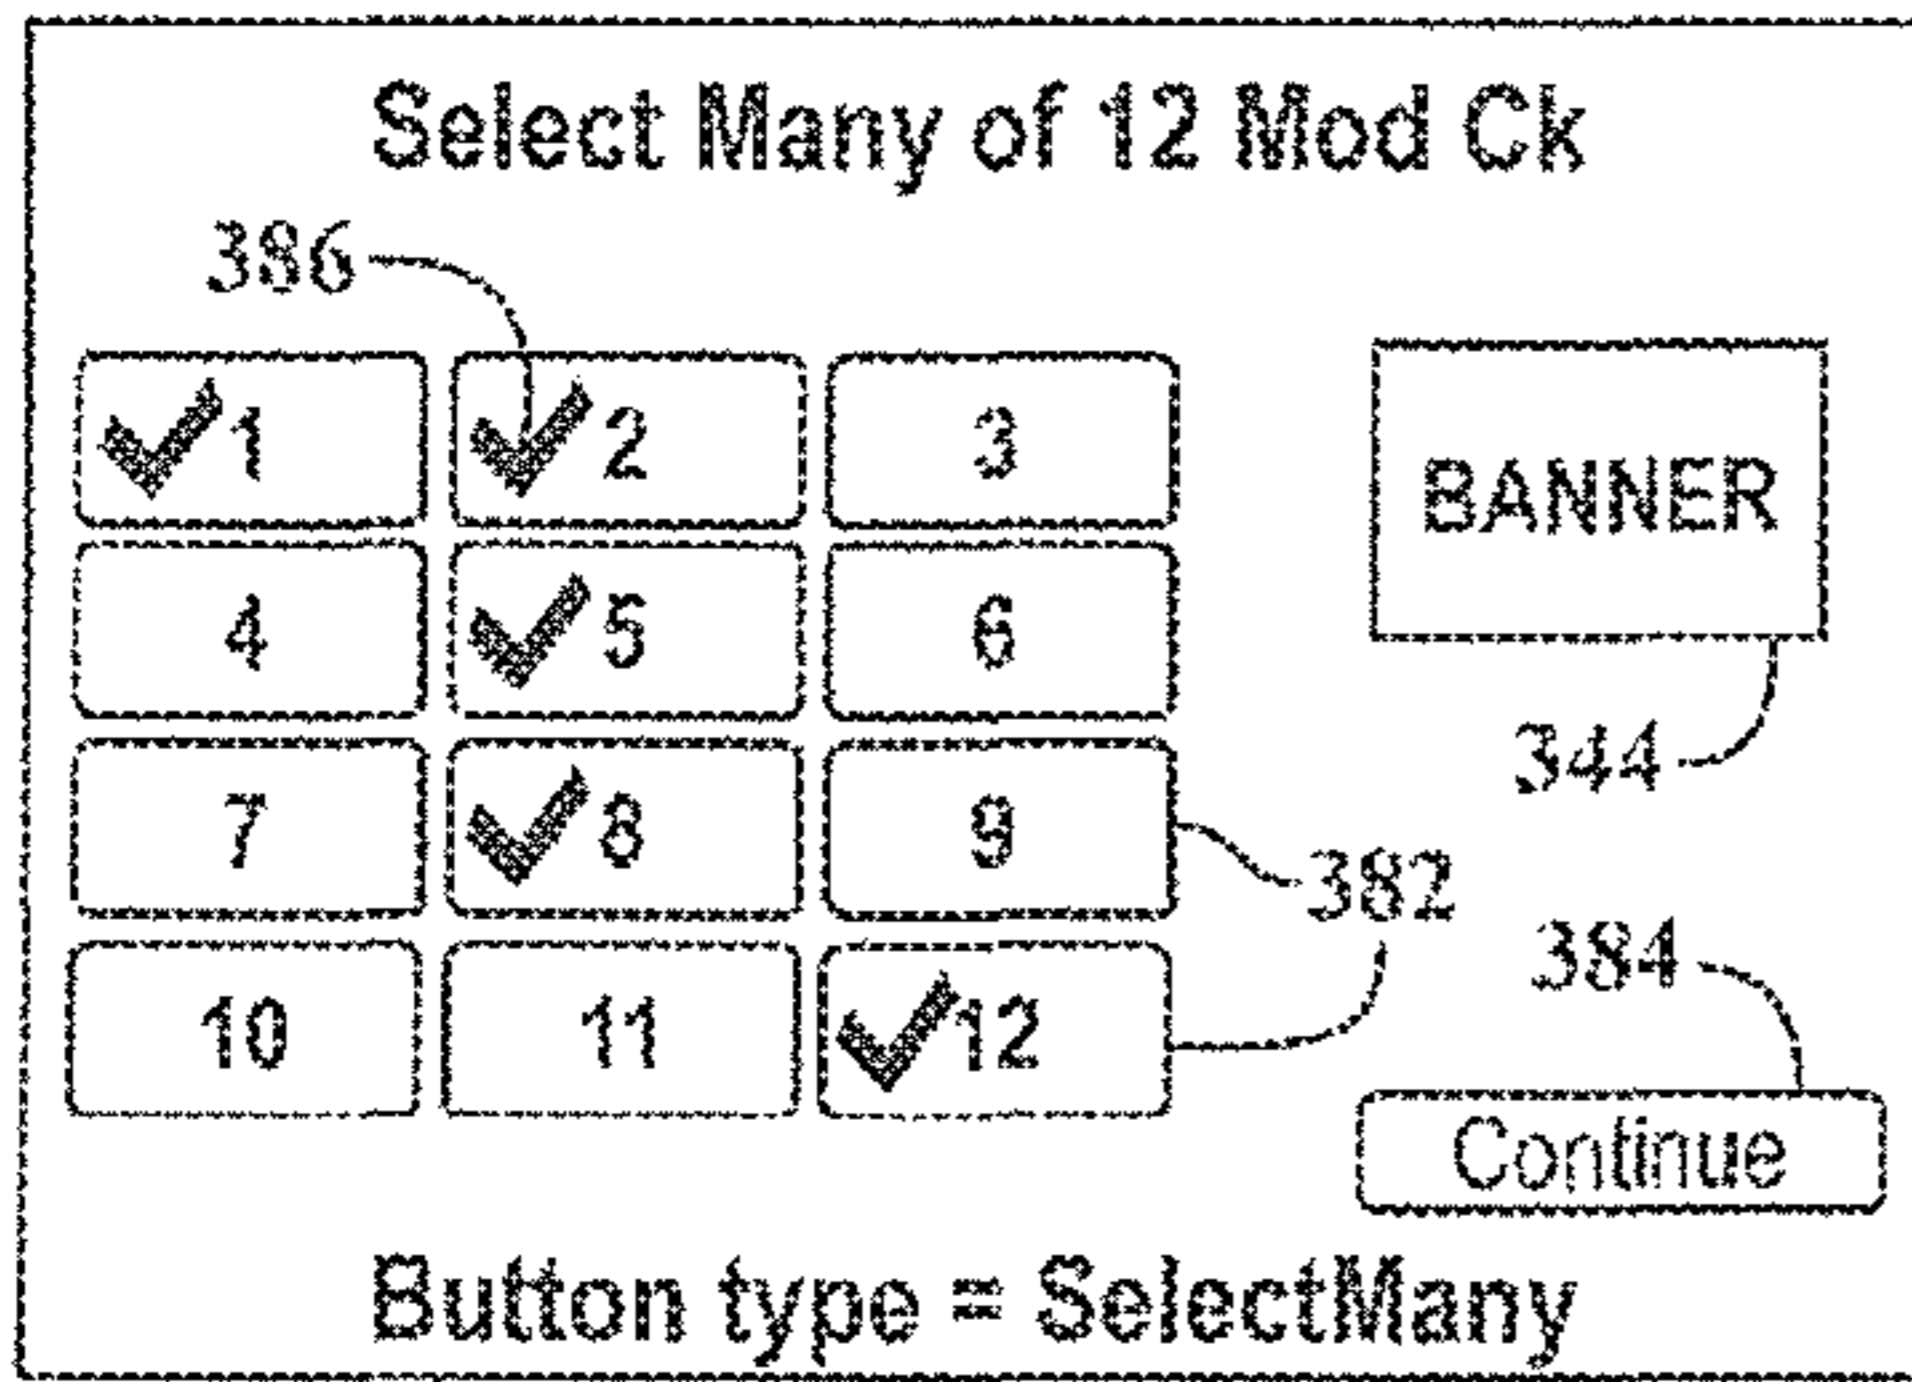 Select Many of 12 Mod Ck
386
✓1 ✓2 3
BANNER
4 ✓5 6
344
7 ✓8 9
382
384
10 11 ✓12
Continue
Button type = SelectMany